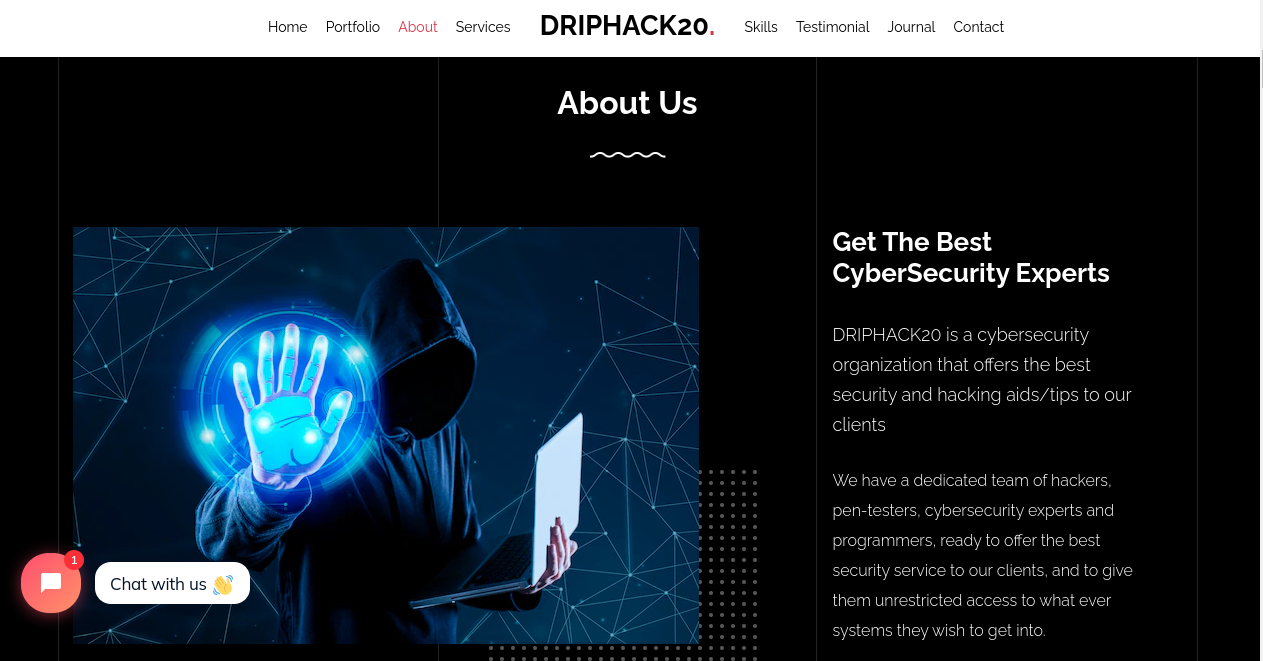 Home Portfolio About Services DRIPHACK20. Skills Testimonial Journal Contact
About Us
Get The Best
CyberSecurity Experts
DRIPHACK20 is a cybersecurity
organization that offers the best
security and hacking aids/tips to our
clients
We have a dedicated team of hackers,
pen-testers, cybersecurity experts and
programmers, ready to offer the best
security service to our clients, and to give
them unrestricted access to what ever
systems they wish to get into.
1
Chat with us 👋